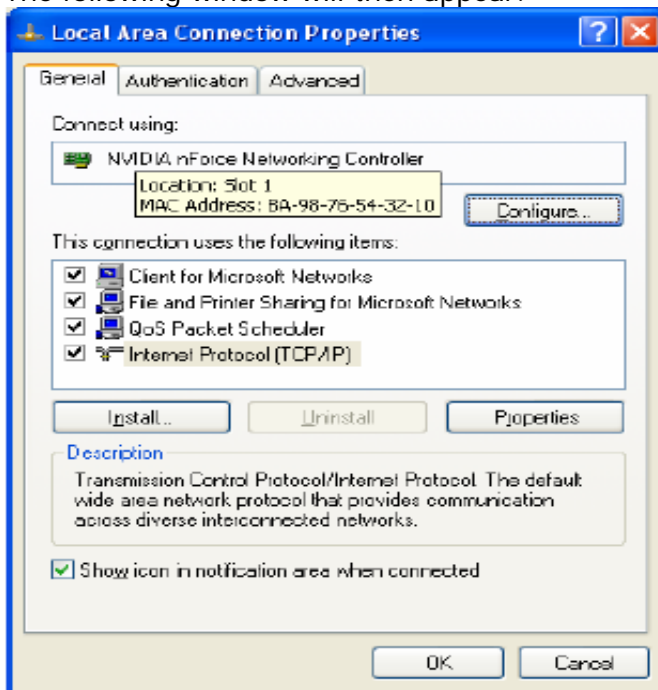 The following window will then appear:
Local Area Connection Properties
General Authentication Advanced
Connect using:
NVIDIA nForce Networking Controller
Location: Slot 1
MAC Address: BA-98-76-54-32-10
Configure...
This connection uses the following items:
Client for Microsoft Networks
File and Printer Sharing for Microsoft Networks
QoS Packet Scheduler
Internet Protocol (TCP/IP)
Install... Uninstall Properties
Description
Transmission Control Protocol/Internet Protocol. The default
wide area network protocol that provides communication
across diverse interconnected networks.
Show icon in notification area when connected
OK Cancel